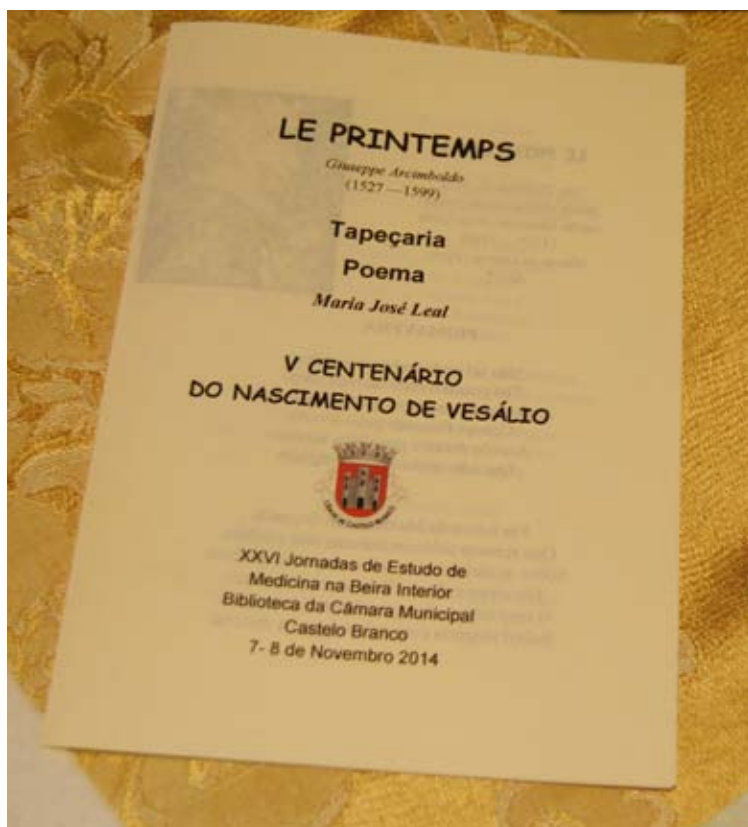 LE PRINTEMPS
Giuseppe Arcimboldo
(1527—1599)
Tapeçaria
Poema
Maria José Leal
V CENTENÁRIO
DO NASCIMENTO DE VESÁLIO
XXVI Jornadas de Estudo de
Medicina na Beira Interior
Biblioteca da Câmara Municipal
Castelo Branco
7- 8 de Novembro 2014